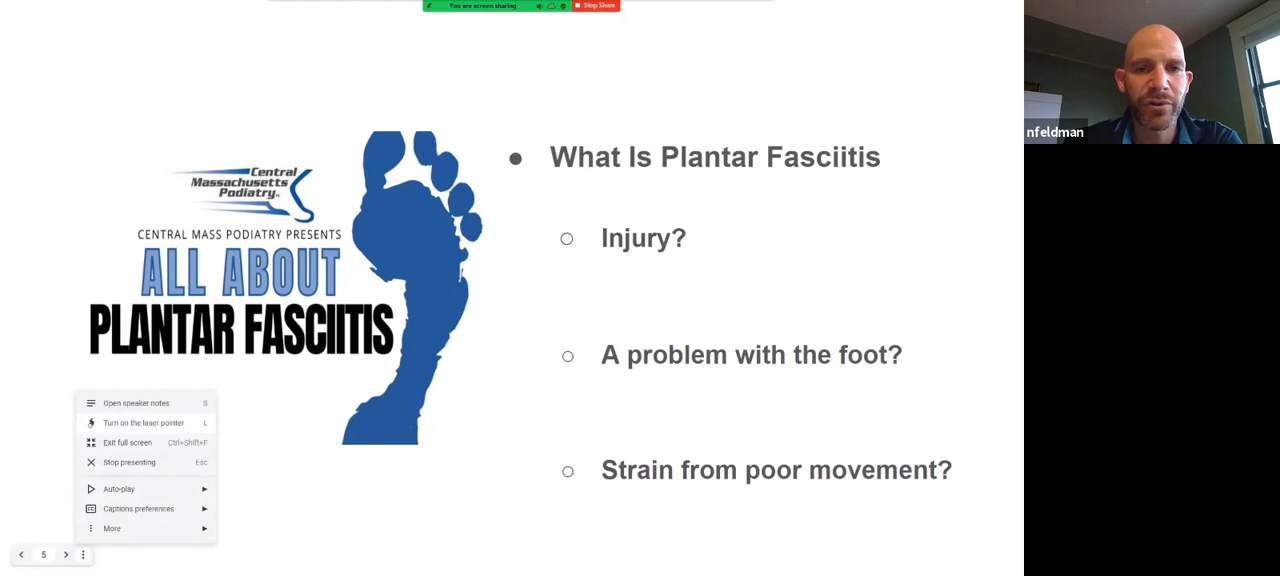 You are screen sharing
Stop Share
nfeldman
Central
Massachusetts
Podiatry
CENTRAL MASS PODIATRY PRESENTS
ALL ABOUT
PLANTAR FASCIITIS
● What Is Plantar Fasciitis
○ Injury?
○ A problem with the foot?
○ Strain from poor movement?
Open speaker notes S
Turn on the laser pointer L
Exit full screen Ctrl+Shift+F
Stop presenting Esc
Auto-play
CC Captions preferences
More
5